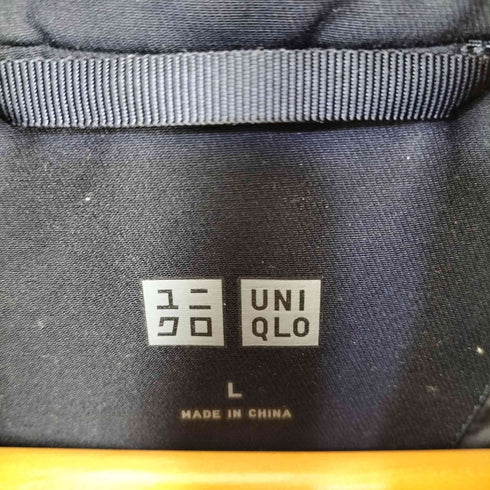 ユニ UNI
クロ QLO
L
MADE IN CHINA